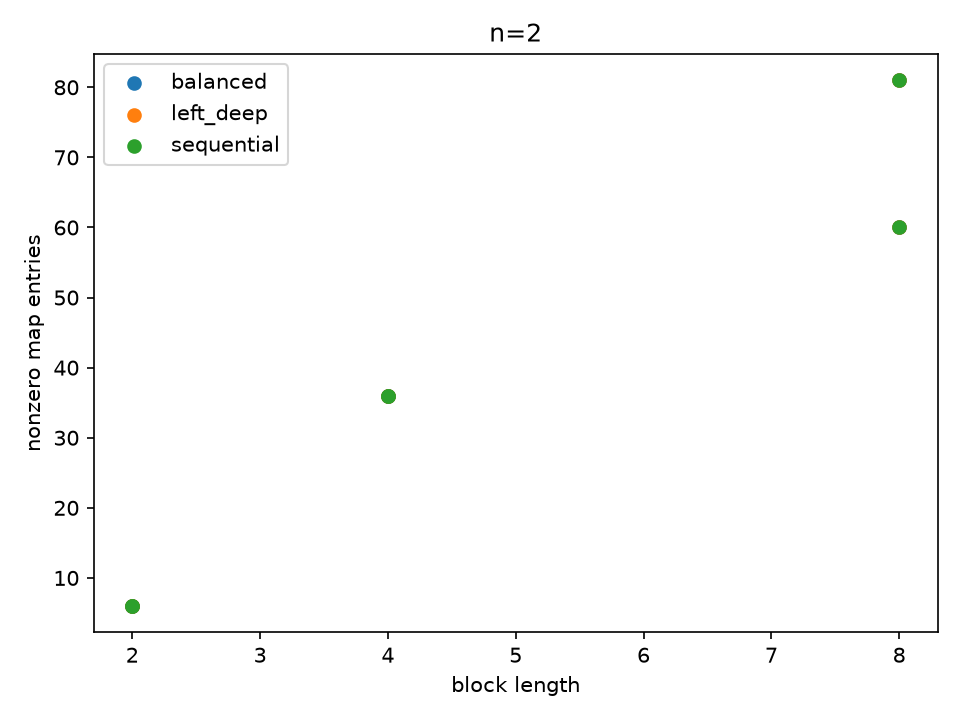 n=2
balanced
left_deep
sequential
80
70
60
50
40
30
20
10
nonzero map entries
2 3 4 5 6 7 8
block length